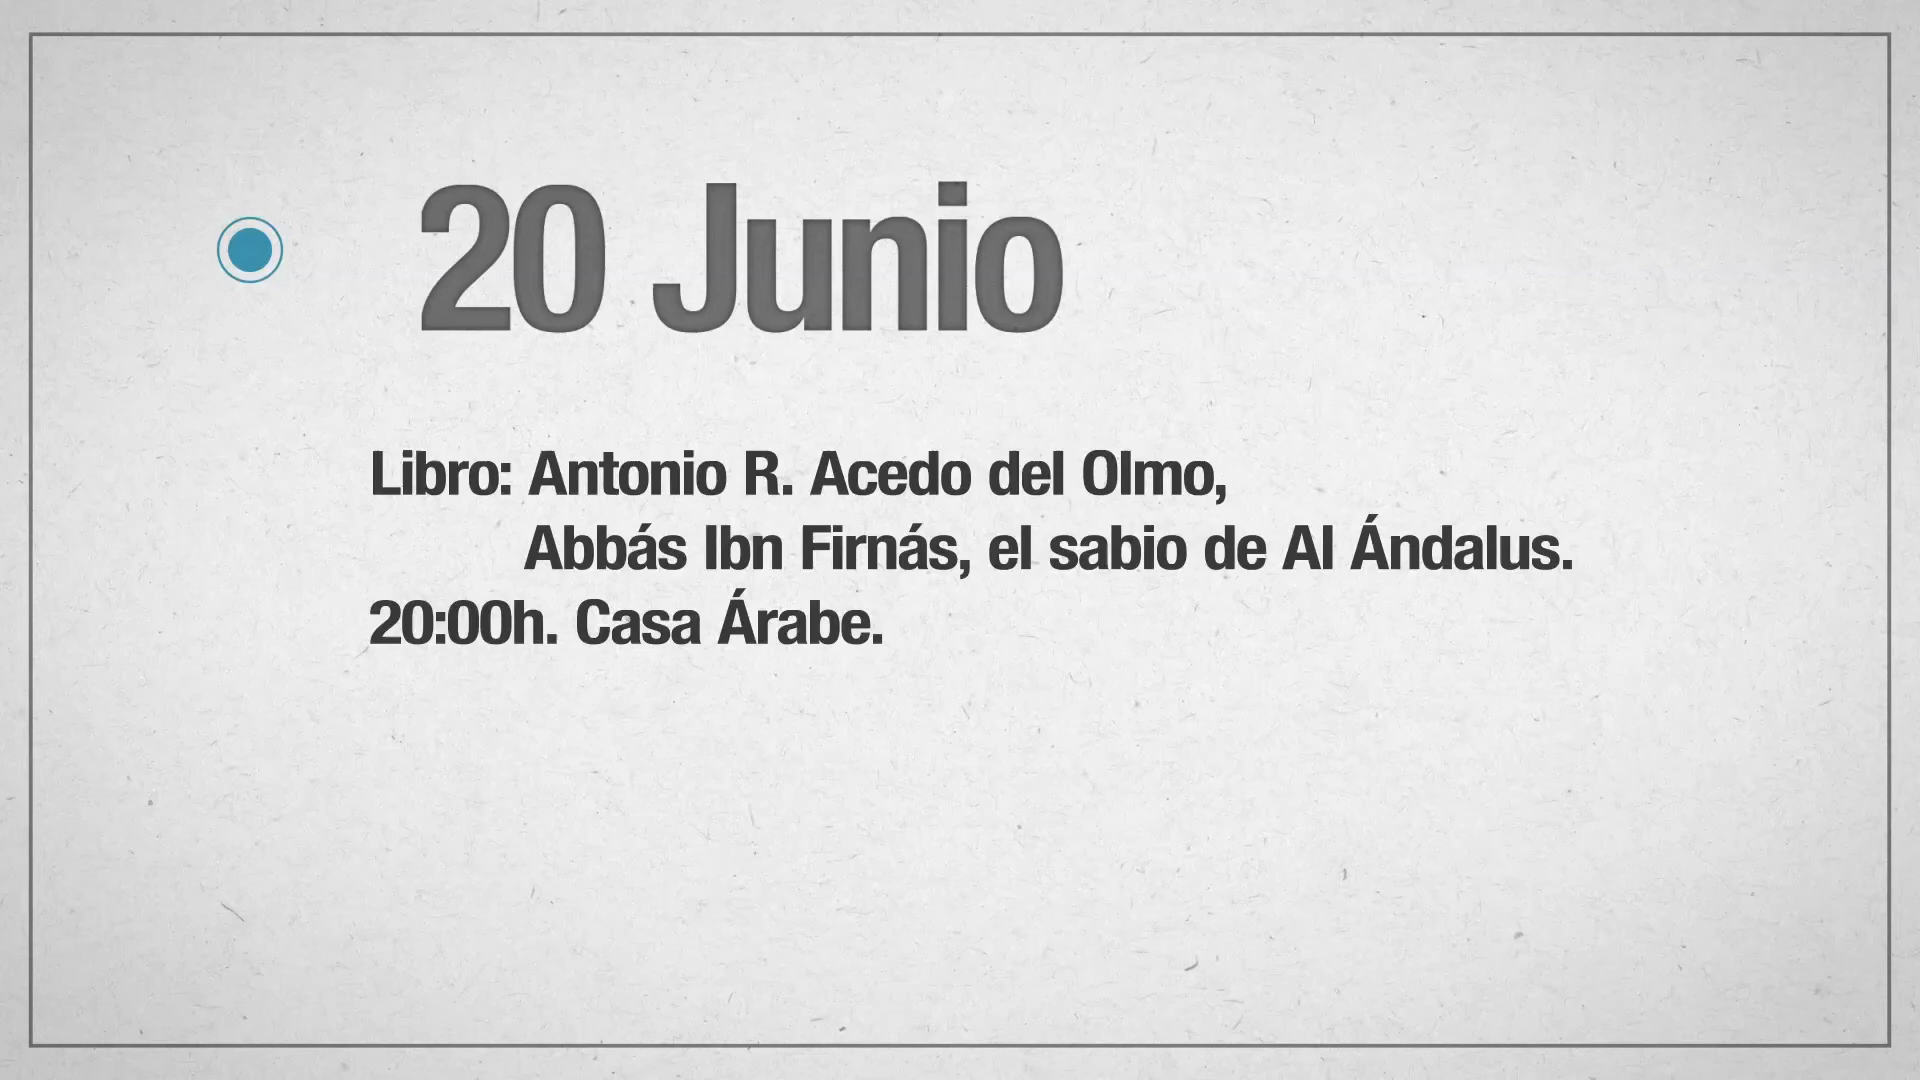 20 Junio
Libro: Antonio R. Acedo del Olmo,
Abbás Ibn Firnás, el sabio de Al Ándalus.
20:00h. Casa Árabe.